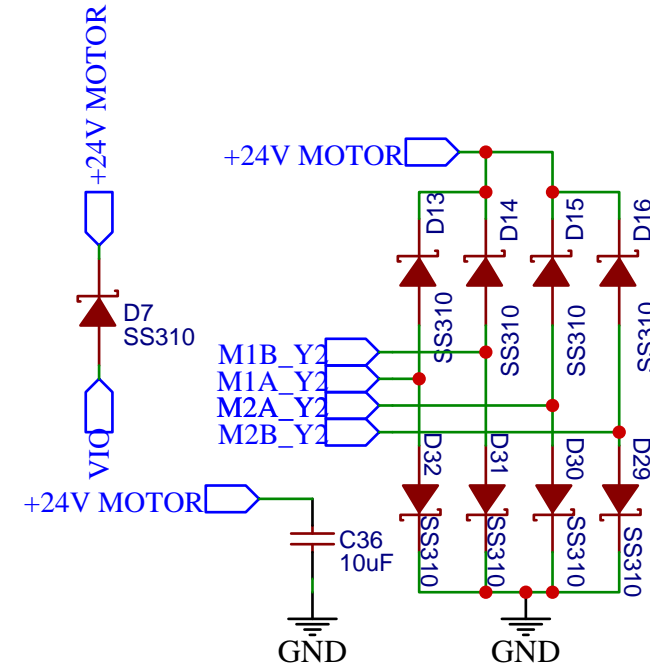 +24V MOTOR
D7
SS310
VIO
+24V MOTOR
D13
D14
D15
D16
SS310
SS310
SS310
SS310
M1B_Y2
M1A_Y2
M2A_Y2
M2B_Y2
D32
D31
D30
D29
SS310
SS310
SS310
SS310
+24V MOTOR
C36
10uF
GND
GND